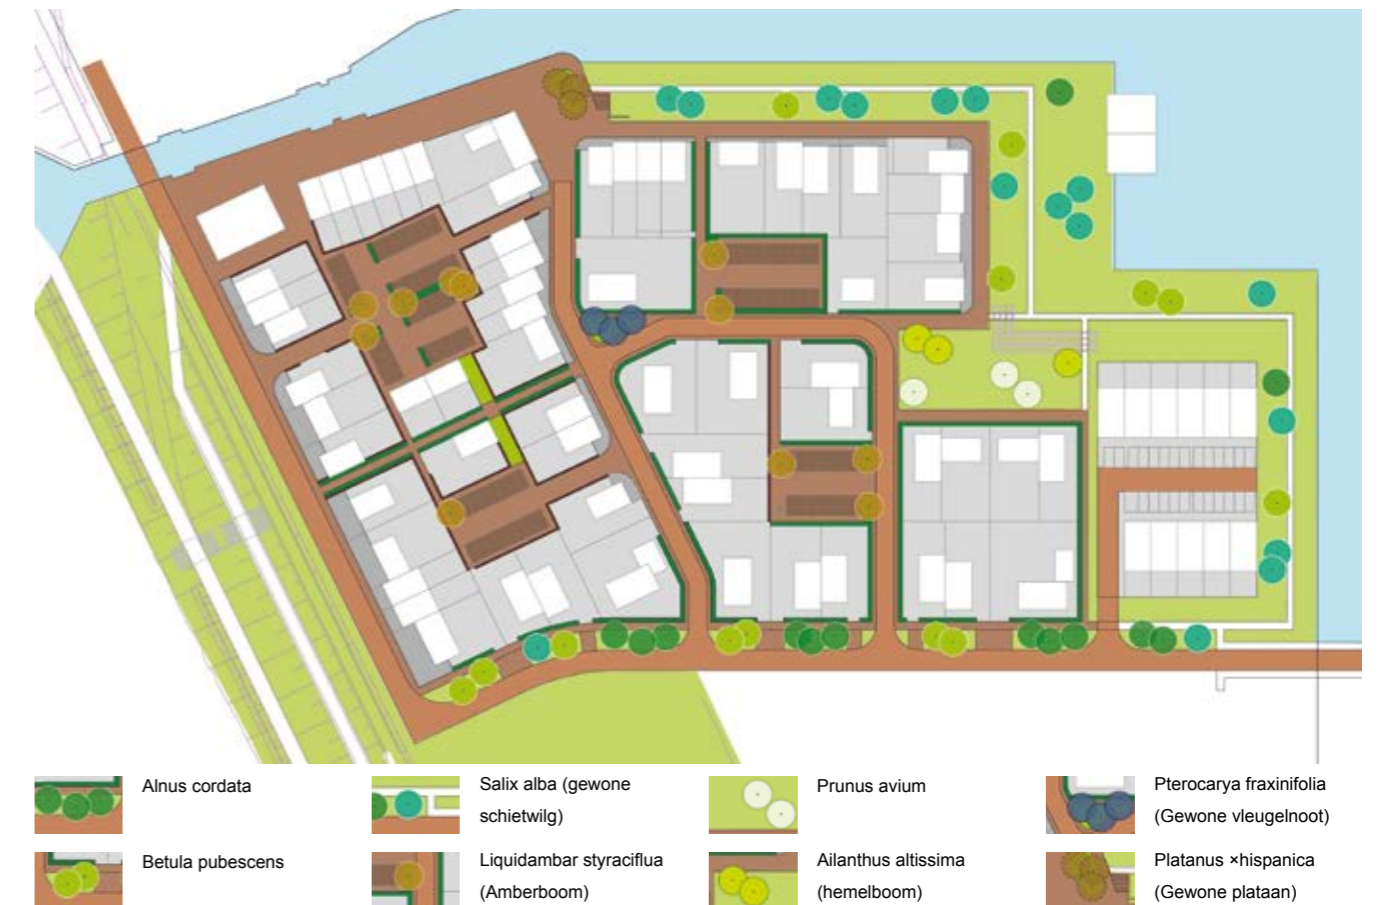 Alnus cordata
Salix alba (gewone
schietwilg)
Prunus avium
Pterocarya fraxinifolia
(Gewone vleugelnoot)
Betula pubescens
Liquidambar styraciflua
(Amberboom)
Ailanthus altissima
(hemelboom)
Platanus ×hispanica
(Gewone plataan)